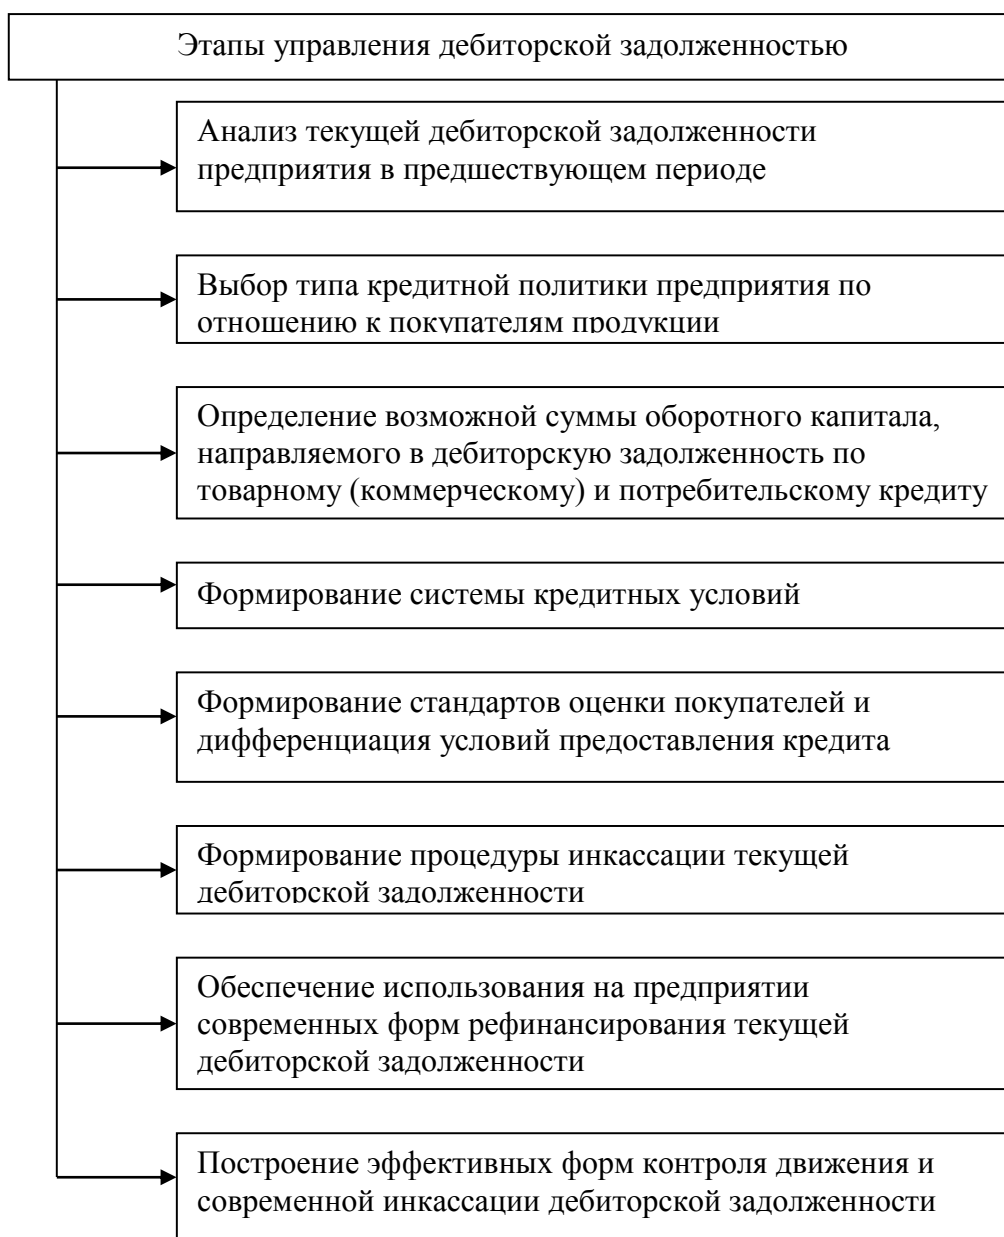 Этапы управления дебиторской задолженностью
Анализ текущей дебиторской задолженности
предприятия в предшествующем периоде
Выбор типа кредитной политики предприятия по
отношению к покупателям продукции
Определение возможной суммы оборотного капитала,
направляемого в дебиторскую задолженность по
товарному (коммерческому) и потребительскому кредиту
Формирование системы кредитных условий
Формирование стандартов оценки покупателей и
дифференциация условий предоставления кредита
Формирование процедуры инкассации текущей
дебиторской задолженности
Обеспечение использования на предприятии
современных форм рефинансирования текущей
дебиторской задолженности
Построение эффективных форм контроля движения и
современной инкассации дебиторской задолженности